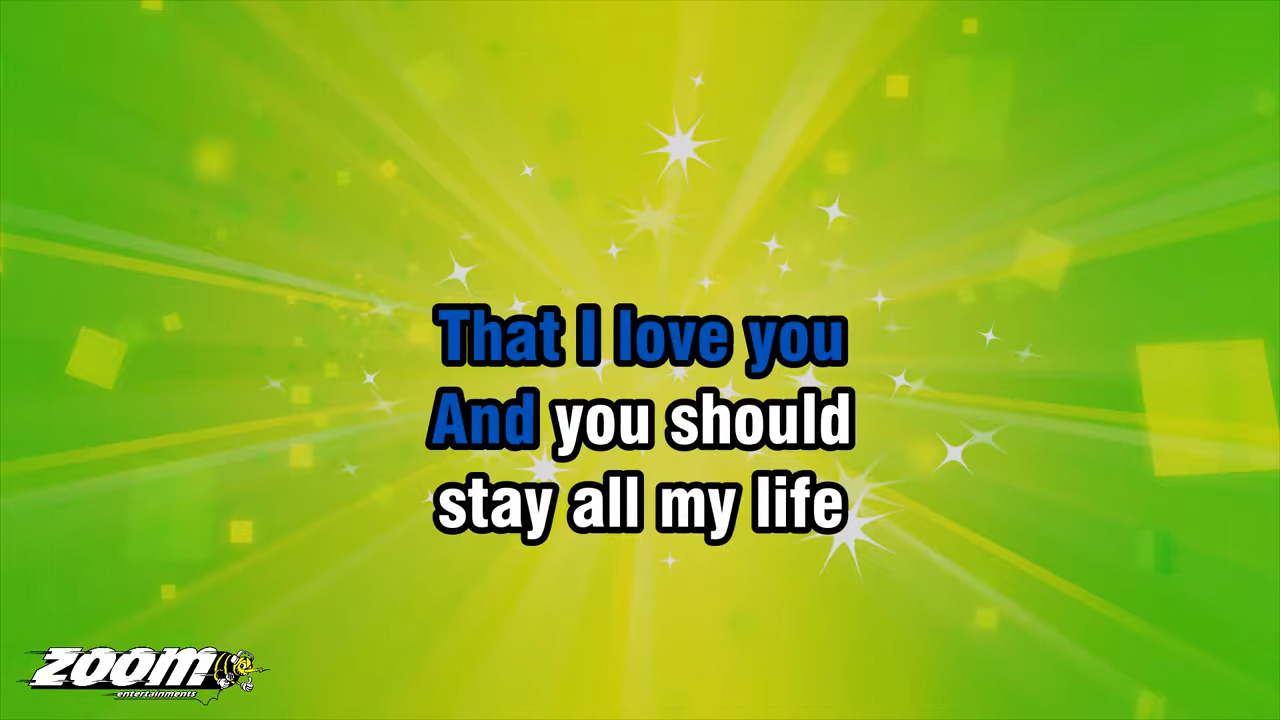 That I love you
And you should
stay all my life
ZOOM
entertainments